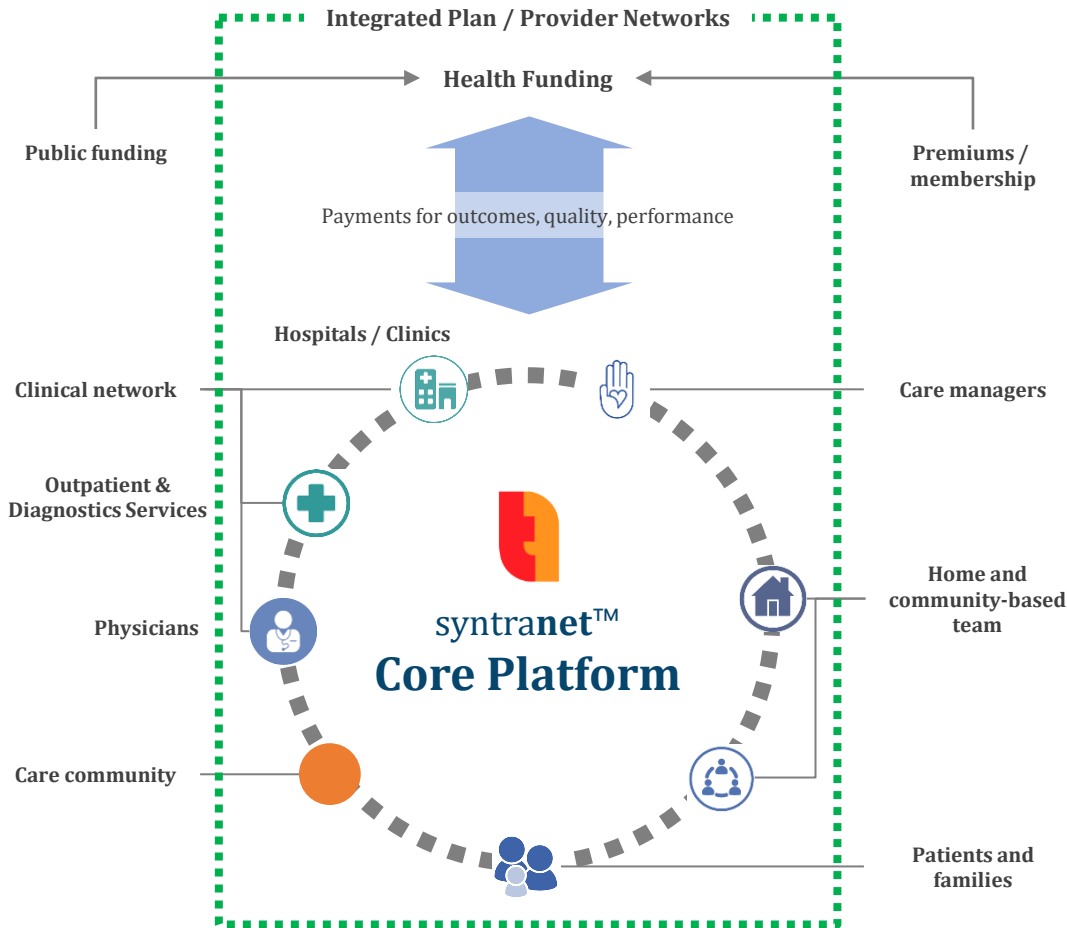 Integrated Plan / Provider Networks
Health Funding
Public funding
Premiums /
membership
Payments for outcomes, quality, performance
Hospitals / Clinics
Clinical network
Care managers
Outpatient &
Diagnostics Services
syntranet™
Core Platform
Home and
community-based
team
Physicians
Care community
Patients and
families